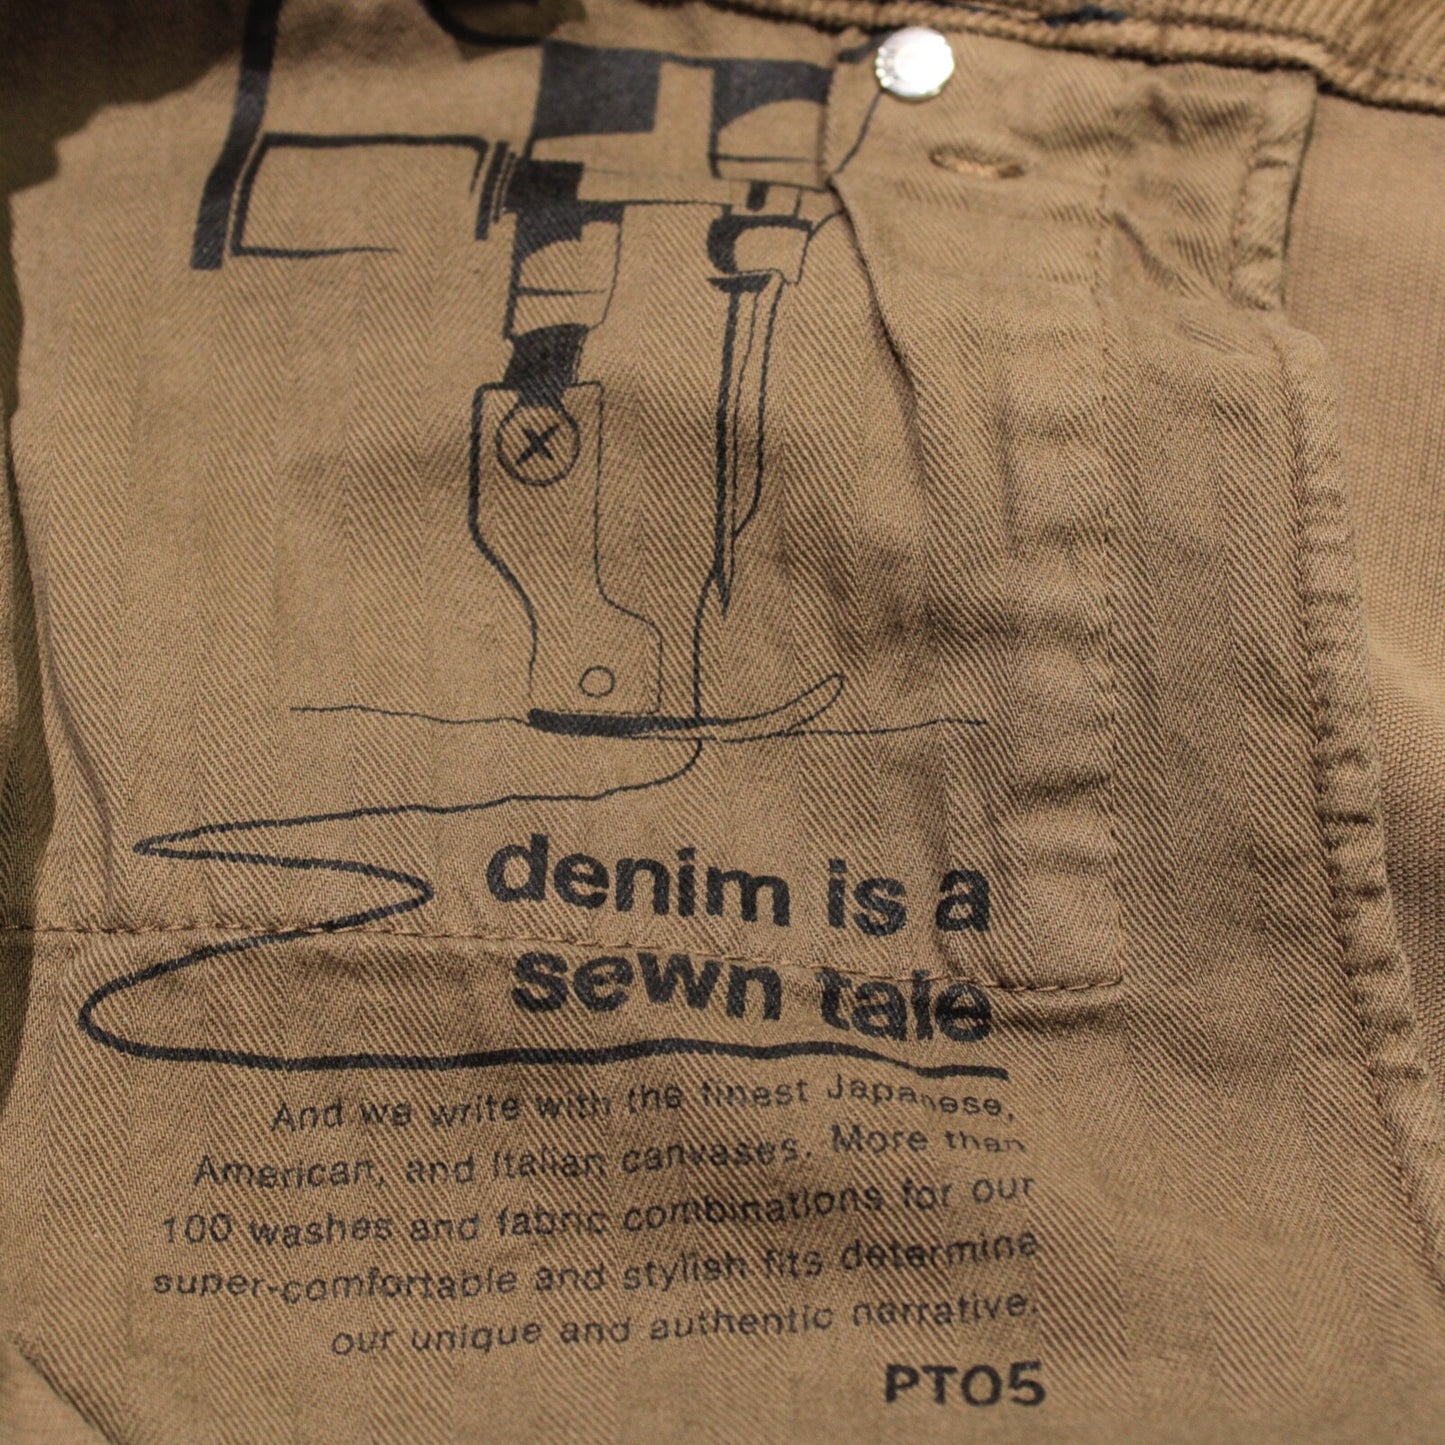 denim is a
sewn tale
And we write with the finest Japanese,
American, and Italian canvases. More than
100 washes and fabric combinations for our
super-comfortable and stylish fits determine
our unique and authentic narrative.
PT05